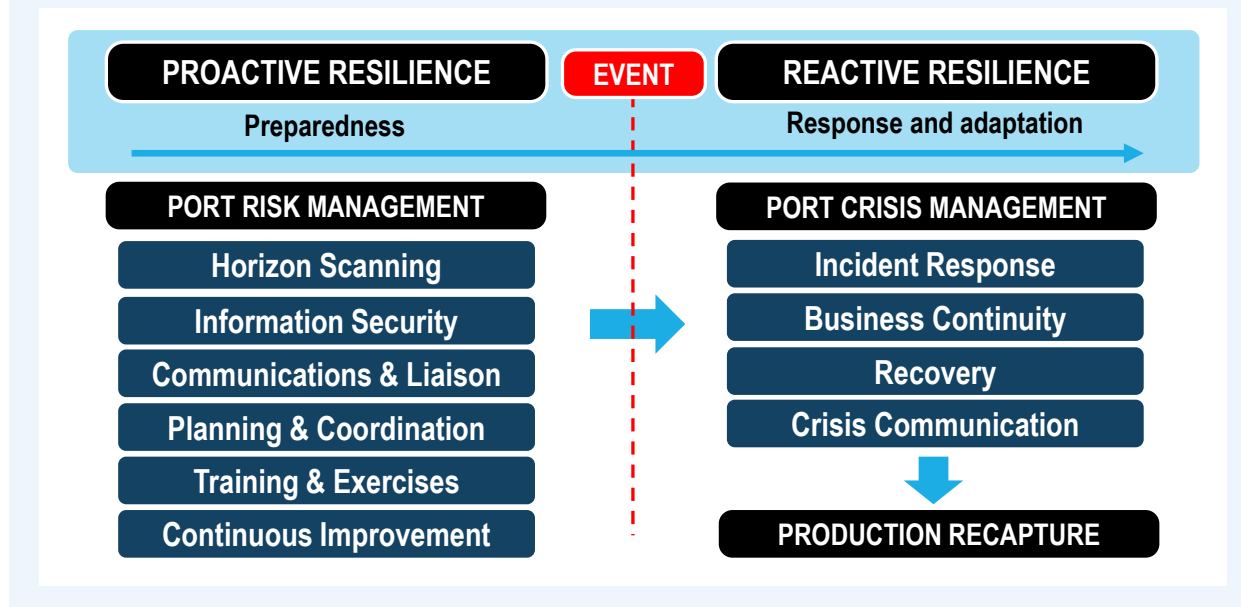 PROACTIVE RESILIENCE
EVENT
REACTIVE RESILIENCE
Preparedness
Response and adaptation
PORT RISK MANAGEMENT
Horizon Scanning
Information Security
Communications & Liaison
Planning & Coordination
Training & Exercises
Continuous Improvement
PORT CRISIS MANAGEMENT
Incident Response
Business Continuity
Recovery
Crisis Communication
PRODUCTION RECAPTURE